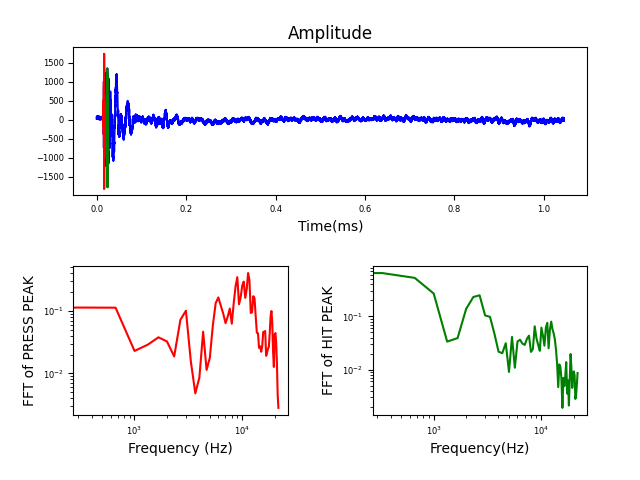 Amplitude
1500
1000
500
0
−500
−1000
−1500
0.0 0.2 0.4 0.6 0.8 1.0
Time(ms)
FFT of PRESS PEAK
10⁻¹
10⁻²
10³ 10⁴
Frequency (Hz)
FFT of HIT PEAK
10⁻¹
10⁻²
10³ 10⁴
Frequency(Hz)